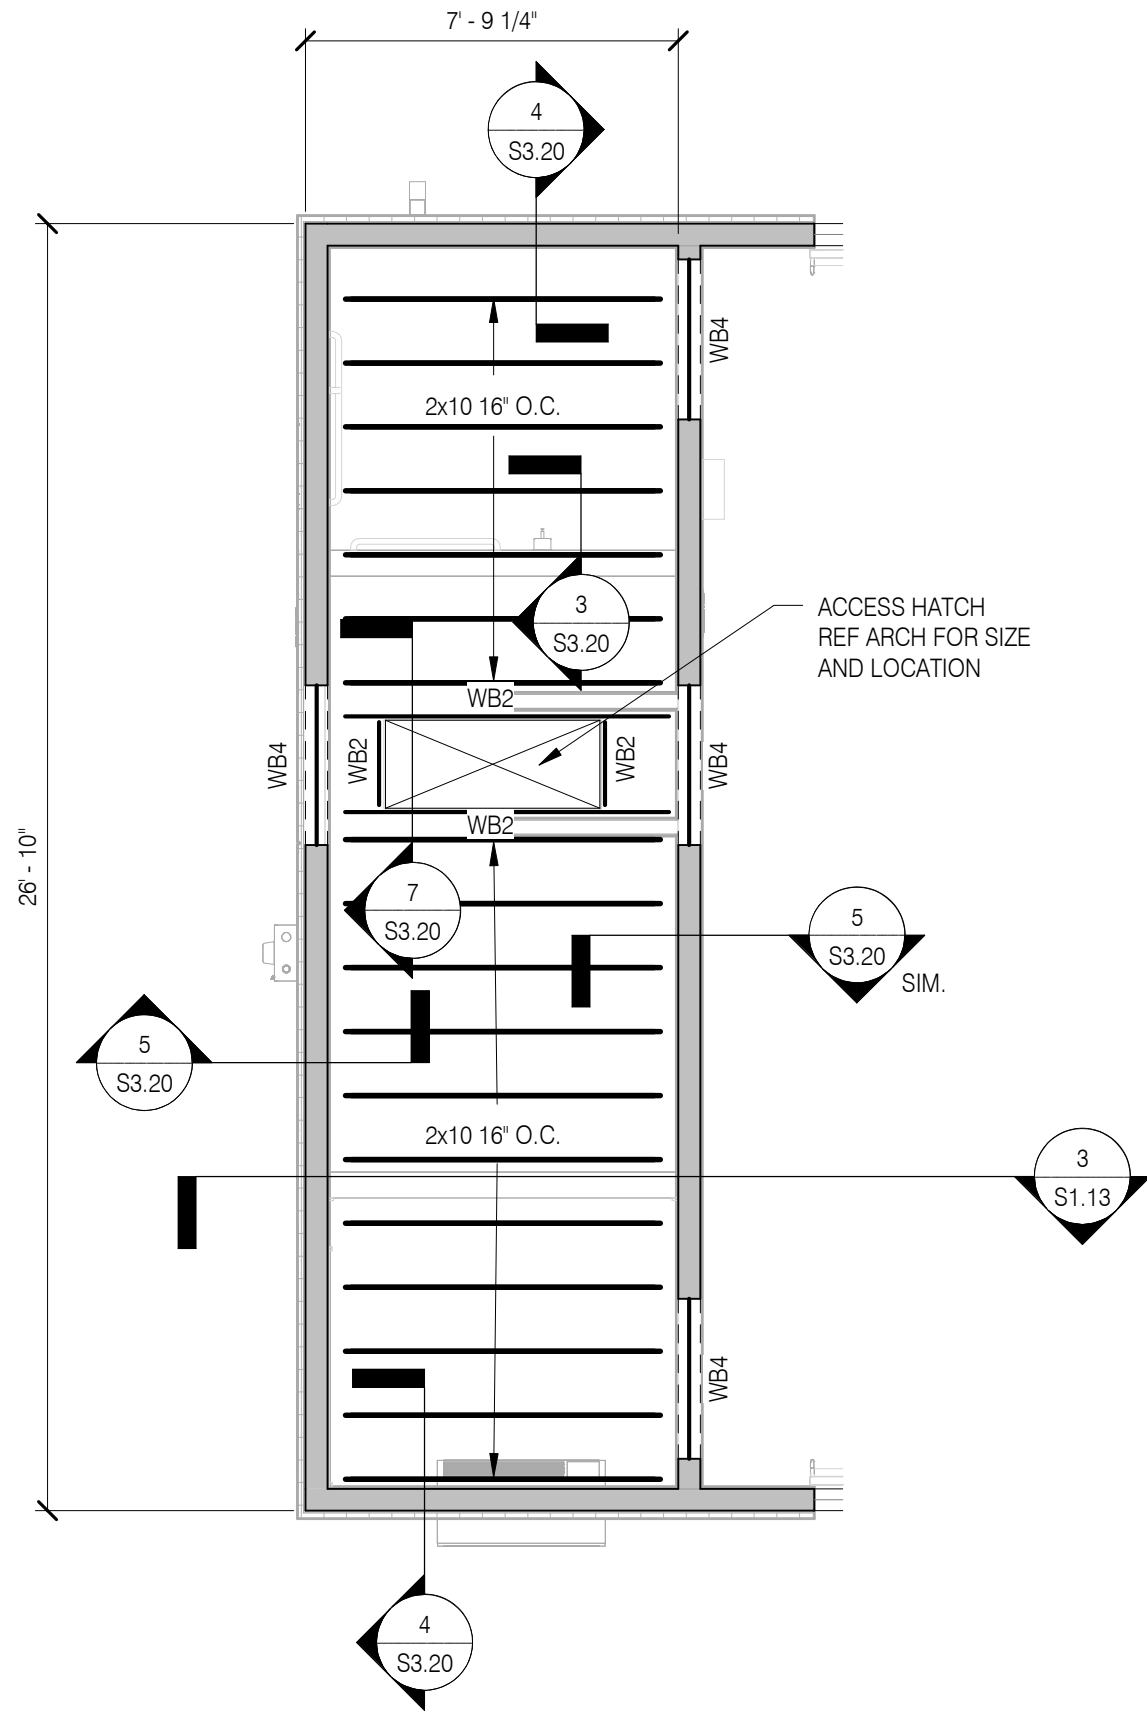 7' - 9 1/4"
4
S3.20
WB4
2x10 16" O.C.
3
S3.20
ACCESS HATCH
REF ARCH FOR SIZE
AND LOCATION
WB2
WB4
WB2
WB2
WB4
WB2
26' - 10"
7
S3.20
5
S3.20
SIM.
5
S3.20
2x10 16" O.C.
3
S1.13
WB4
4
S3.20